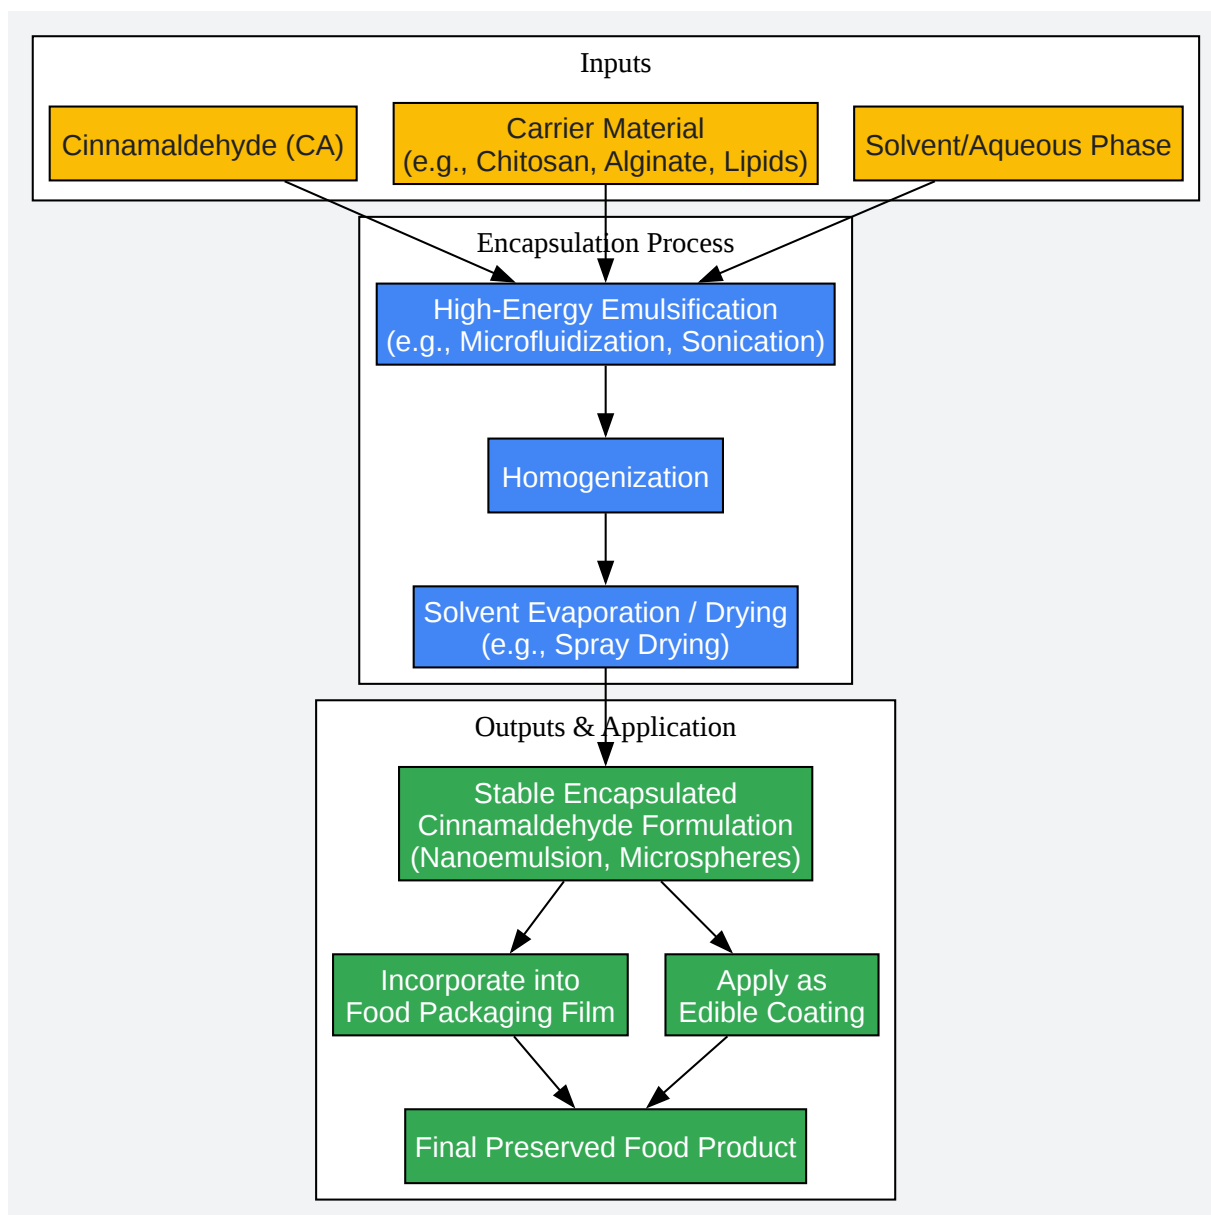 Inputs
Cinnamaldehyde (CA)
Carrier Material
(e.g., Chitosan, Alginate, Lipids)
Solvent/Aqueous Phase
Encapsulation Process
High-Energy Emulsification
(e.g., Microfluidization, Sonication)
Homogenization
Solvent Evaporation / Drying
(e.g., Spray Drying)
Outputs & Application
Stable Encapsulated
Cinnamaldehyde Formulation
(Nanoemulsion, Microspheres)
Incorporate into
Food Packaging Film
Apply as
Edible Coating
Final Preserved Food Product